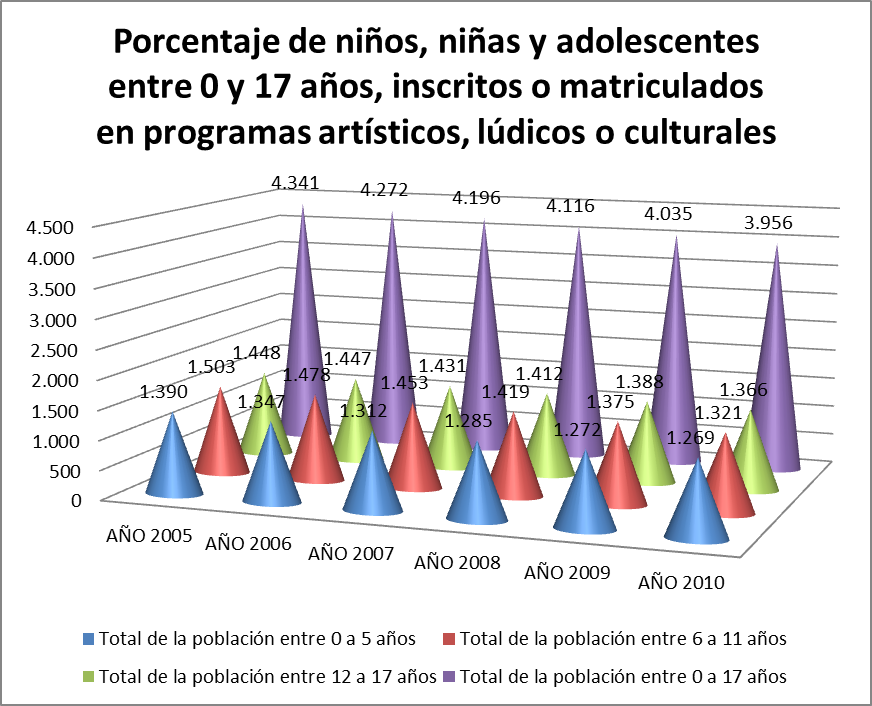 Porcentaje de niños, niñas y adolescentes
entre 0 y 17 años, inscritos o matriculados
en programas artísticos, lúdicos o culturales
4.341
4.272
4.196
4.116
4.035
3.956
4.500
4.000
3.500
3.000
2.500
2.000
1.500
1.000
500
0
1.448
1.447
1.431
1.412
1.388
1.366
1.503
1.478
1.453
1.419
1.375
1.321
1.390
1.347
1.312
1.285
1.272
1.269
AÑO 2005
AÑO 2006
AÑO 2007
AÑO 2008
AÑO 2009
AÑO 2010
Total de la población entre 0 a 5 años
Total de la población entre 6 a 11 años
Total de la población entre 12 a 17 años
Total de la población entre 0 a 17 años